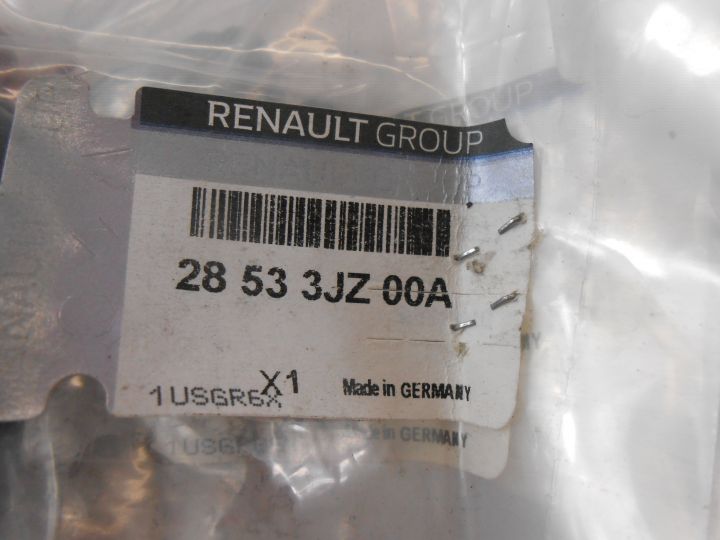 RENAULT GROUP
28 53 3JZ 00A
X1
1USGR6X
Made in GERMANY